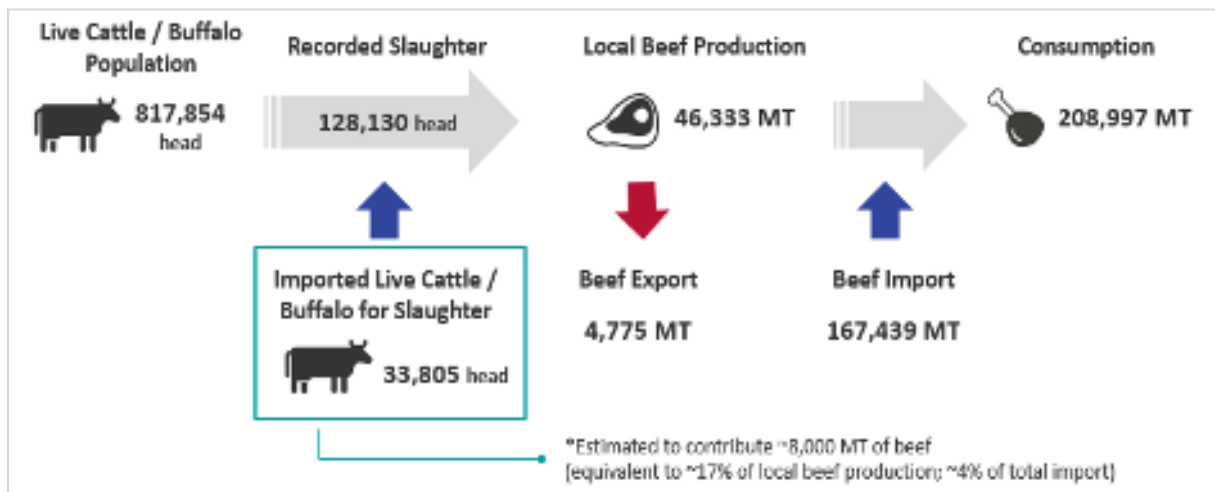 Live Cattle / Buffalo
Population
817,854
head
Recorded Slaughter
128,130 head
Local Beef Production
46,333 MT
Consumption
208,997 MT
Imported Live Cattle /
Buffalo for Slaughter
33,805 head
Beef Export
4,775 MT
Beef Import
167,439 MT
*Estimated to contribute ~8,000 MT of beef
(equivalent to ~17% of local beef production; ~4% of total import)